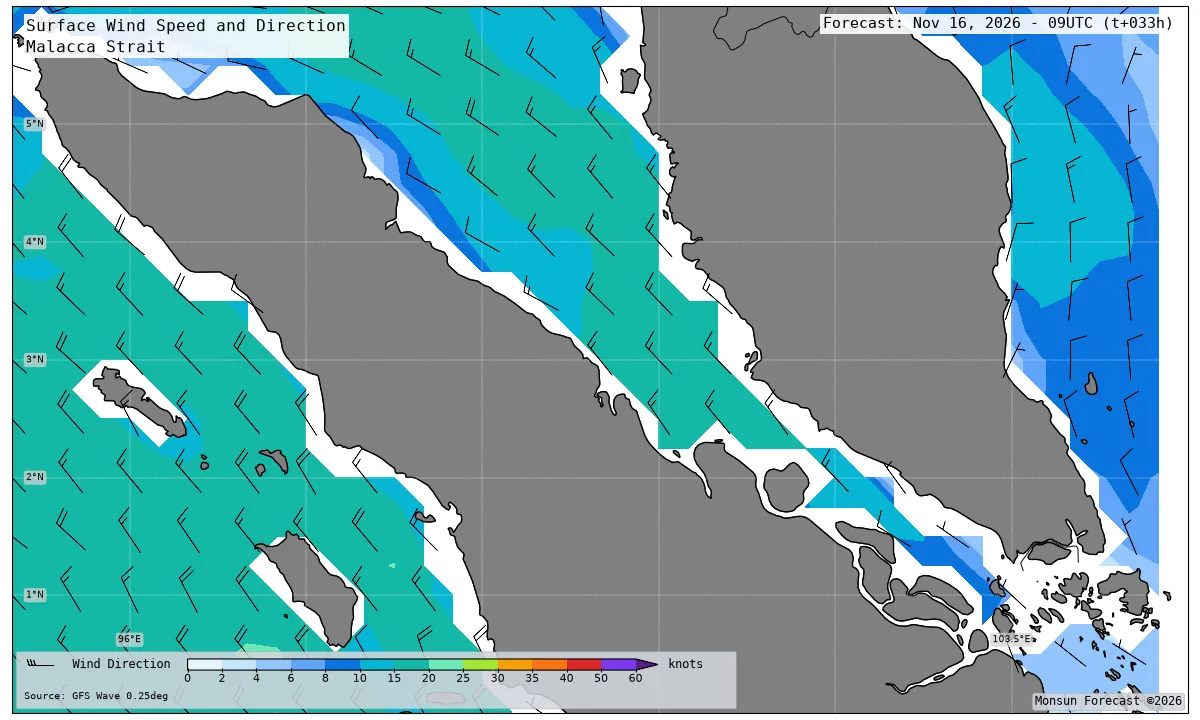 Surface Wind Speed and Direction
Malacca Strait
Forecast: Nov 16, 2026 - 09UTC (t+033h)
5°N
4°N
3°N
2°N
1°N
96°E
103.5°E
Wind Direction
0 2 4 6 8 10 15 20 25 30 35 40 50 60
knots
Source: GFS Wave 0.25deg
Monsun Forecast ©2026